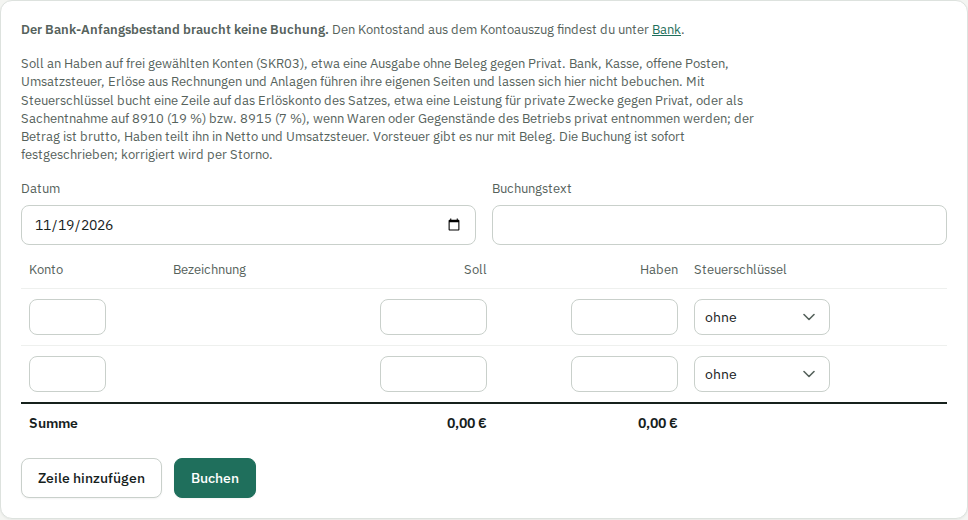 Der Bank-Anfangsbestand braucht keine Buchung. Den Kontostand aus dem Kontoauszug findest du unter Bank.
Soll an Haben auf frei gewählten Konten (SKR03), etwa eine Ausgabe ohne Beleg gegen Privat. Bank, Kasse, offene Posten,
Umsatzsteuer, Erlöse aus Rechnungen und Anlagen führen ihre eigenen Seiten und lassen sich hier nicht bebuchen. Mit
Steuerschlüssel bucht eine Zeile auf das Erlöskonto des Satzes, etwa eine Leistung für private Zwecke gegen Privat, oder als
Sachentnahme auf 8910 (19 %) bzw. 8915 (7 %), wenn Waren oder Gegenstände des Betriebs privat entnommen werden; der
Betrag ist brutto, Haben teilt ihn in Netto und Umsatzsteuer. Vorsteuer gibt es nur mit Beleg. Die Buchung ist sofort
festgeschrieben; korrigiert wird per Storno.
Datum Buchungstext
11/19/2026
Konto Bezeichnung Soll Haben Steuerschlüssel
ohne
ohne
Summe 0,00 € 0,00 €
Zeile hinzufügen Buchen